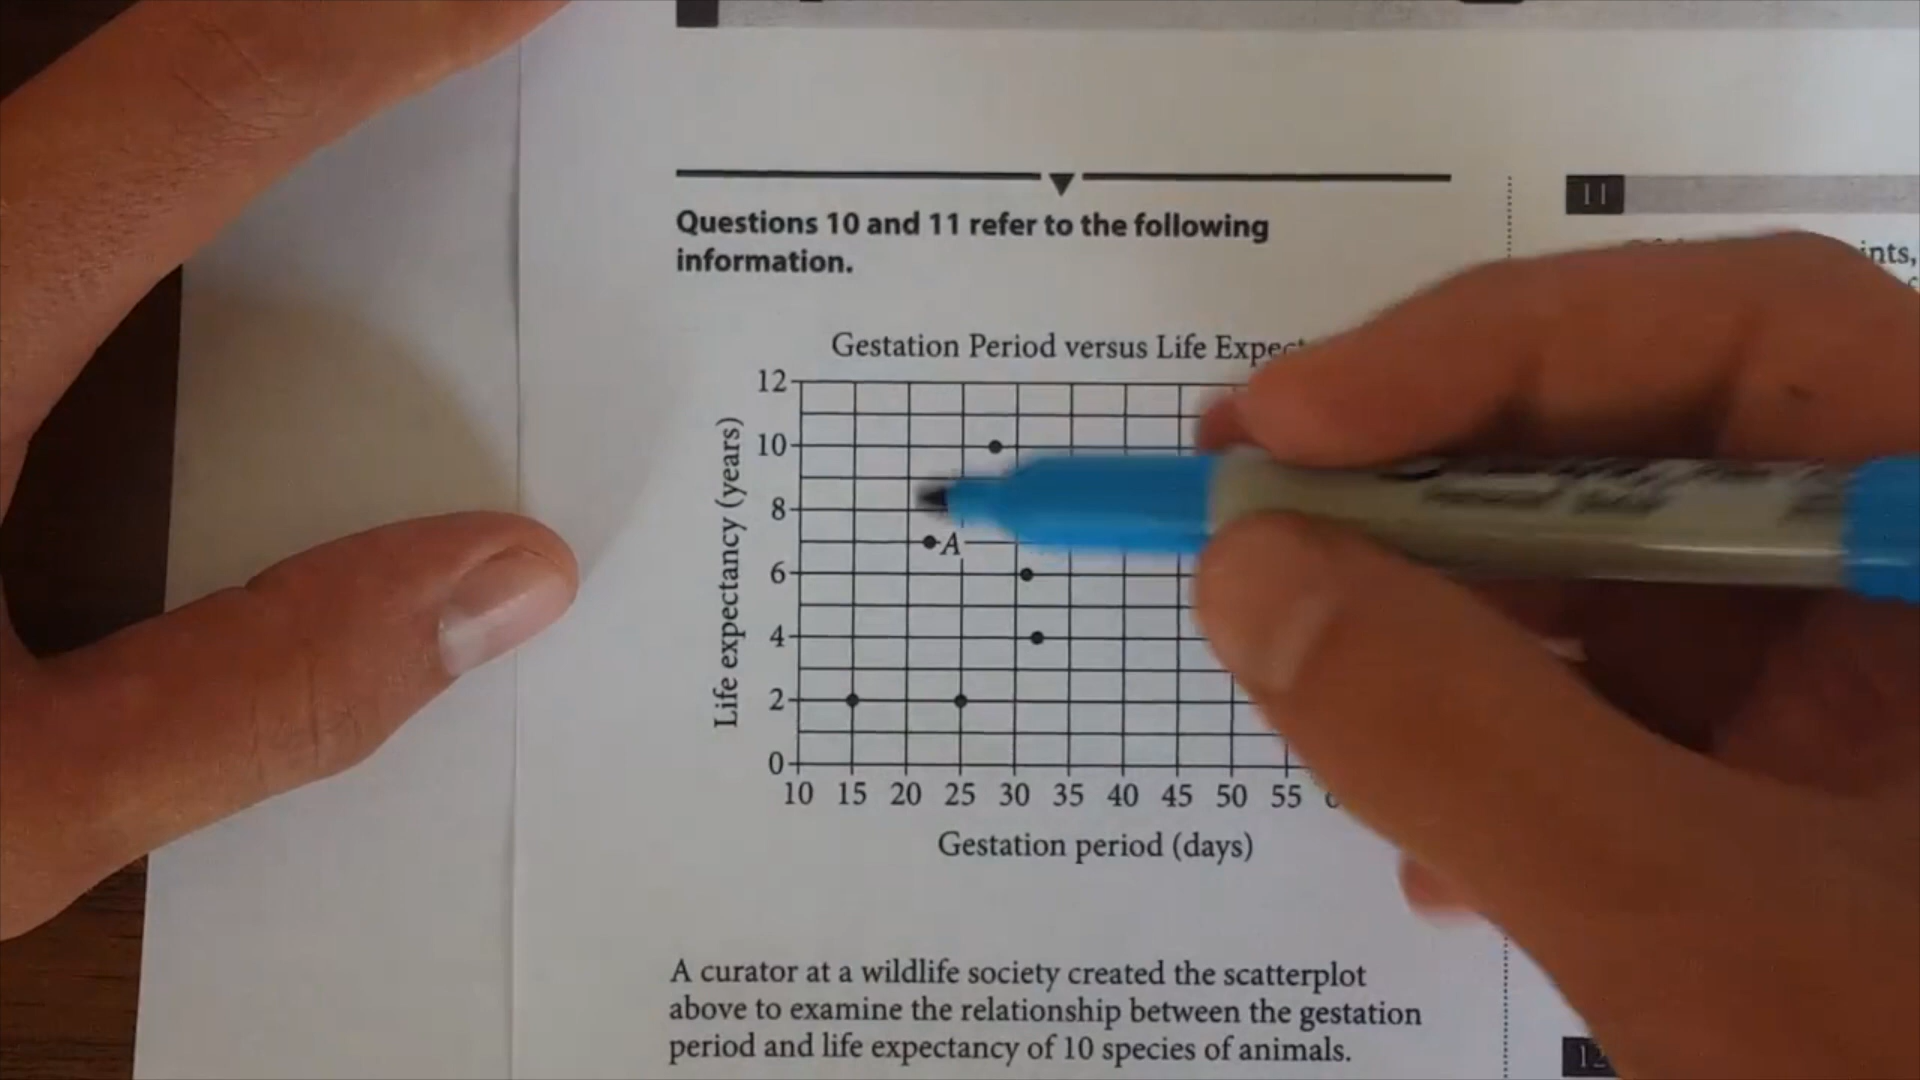 Questions 10 and 11 refer to the following
information.
Gestation Period versus Life
12
10
8
6
4
2
0
A
Life expectancy (years)
10 15 20 25 30 35 40 45 50 55
Gestation period (days)
A curator at a wildlife society created the scatterplot
above to examine the relationship between the gestation
period and life expectancy of 10 species of animals.
11